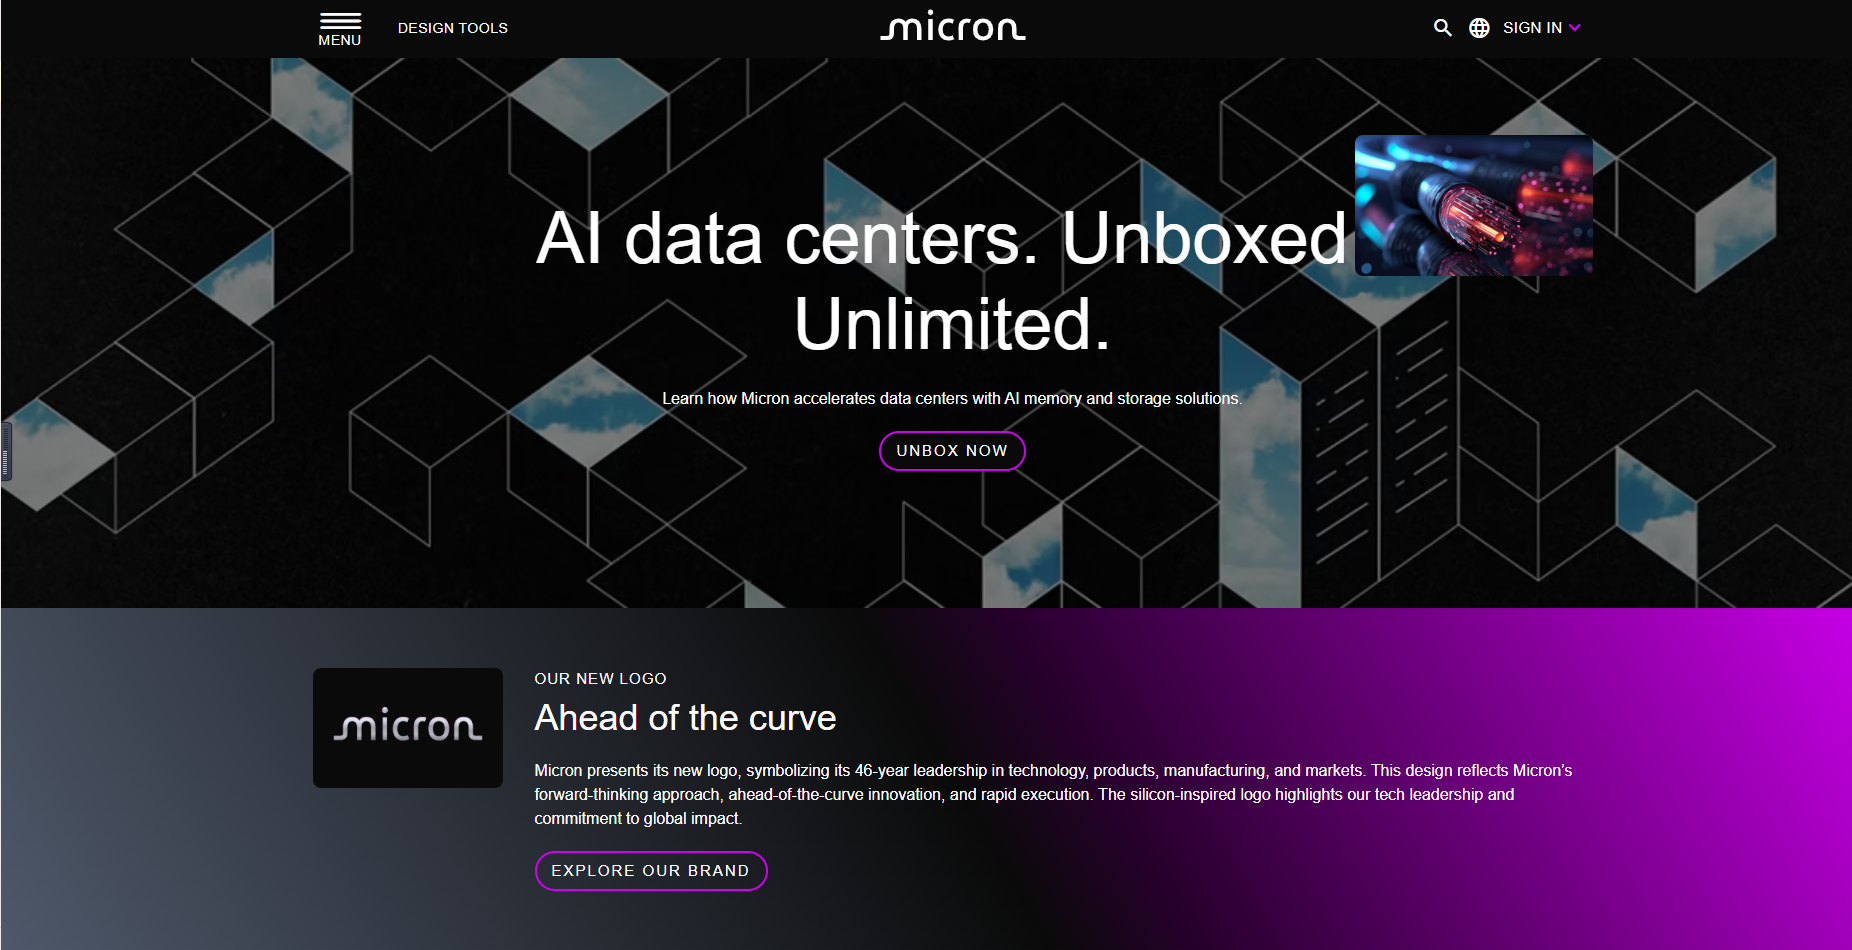 MENU
DESIGN TOOLS
micron
SIGN IN
AI data centers. Unboxed
Unlimited.
Learn how Micron accelerates data centers with AI memory and storage solutions.
UNBOX NOW
micron
OUR NEW LOGO
Ahead of the curve
Micron presents its new logo, symbolizing its 46-year leadership in technology, products, manufacturing, and markets. This design reflects Micron’s
forward-thinking approach, ahead-of-the-curve innovation, and rapid execution. The silicon-inspired logo highlights our tech leadership and
commitment to global impact.
EXPLORE OUR BRAND